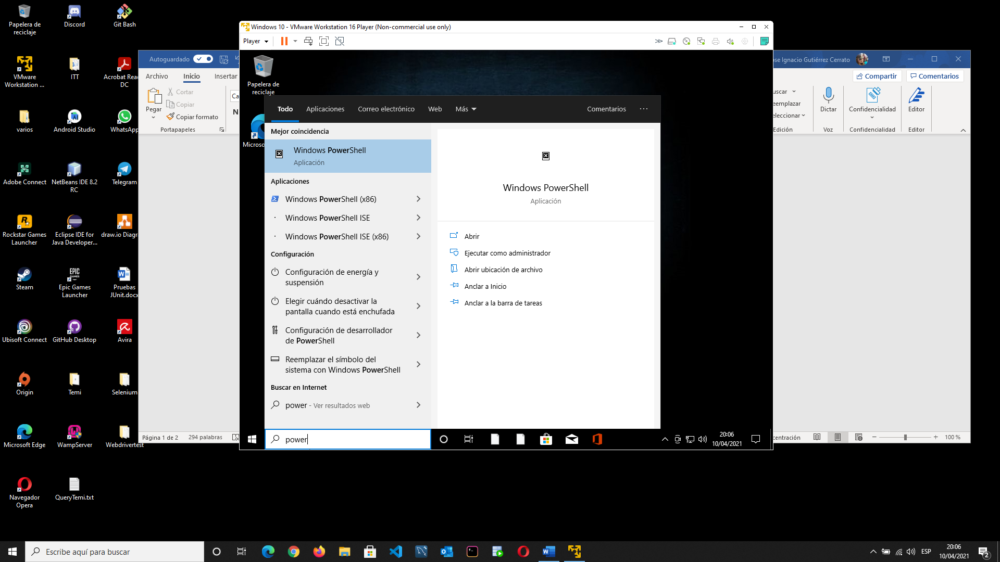 Papelera de
reciclaje
Discord
Git Bash
VMware
Workstation ...
ITT
Acrobat Rea
DC
varios
Android Studio
WhatsApp
Adobe Connect
NetBeans IDE 8.2
RC
Telegram
Rockstar Games
Launcher
Eclipse IDE for
Java Developer...
draw.io Diagr
Steam
Epic Games
Launcher
Pruebas
JUnit.docx
Ubisoft Connect
GitHub Desktop
Avira
Origin
Temi
Selenium
Microsoft Edge
WampServer
Webdrivertest
Navegador
Opera
QueryTemi.txt
Autoguardado
Archivo
Inicio
Insertar
Pegar
Cortar
Copiar
Copiar formato
Portapapeles
Ca
N
Página 1 de 2
294 palabras
Windows 10 - VMware Workstation 16 Player (Non-commercial use only)
Player
Papelera de
reciclaje
Microso
Todo
Aplicaciones
Correo electrónico
Web
Más
Comentarios
Mejor coincidencia
Windows PowerShell
Aplicación
Aplicaciones
Windows PowerShell (x86)
Windows PowerShell ISE
Windows PowerShell ISE (x86)
Configuración
Configuración de energía y
suspensión
Elegir cuándo desactivar la
pantalla cuando está enchufada
Configuración de desarrollador
de PowerShell
Reemplazar el símbolo del
sistema con Windows PowerShell
Buscar en Internet
power - Ver resultados web
Windows PowerShell
Aplicación
Abrir
Ejecutar como administrador
Abrir ubicación de archivo
Anclar a Inicio
Anclar a la barra de tareas
power
20:06
10/04/2021
ose Ignacio Gutiérrez Cerrato
Compartir
Comentarios
uscar
eemplazar
eleccionar
Edición
Dictar
Voz
Confidencialidad
Confidencialidad
Editor
Editor
centración
100 %
Escribe aquí para buscar
ESP
20:06
10/04/2021
2